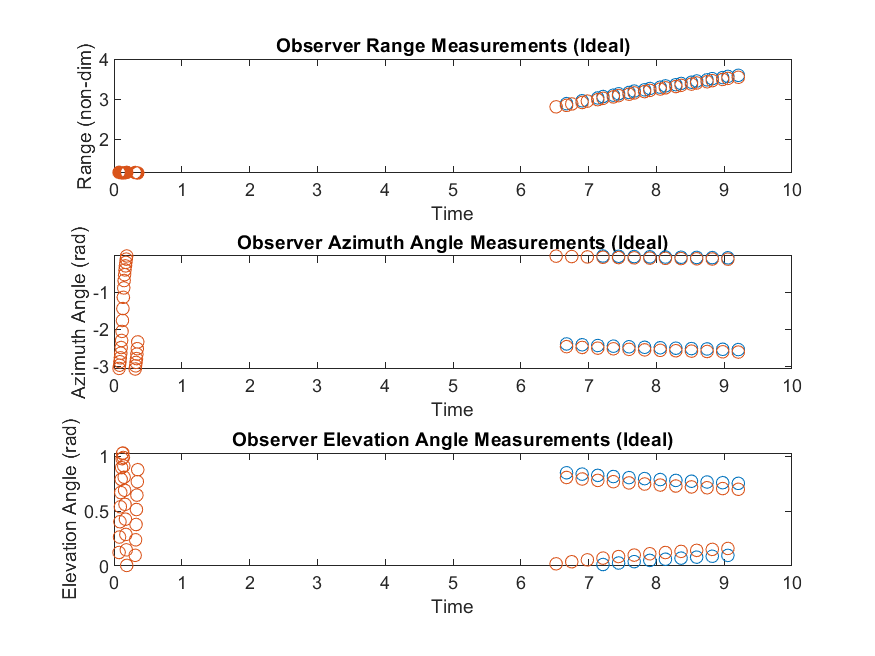 Observer Range Measurements (Ideal)
Range (non-dim)
4
3
2
0 1 2 3 4 5 6 7 8 9 10
Time
Observer Azimuth Angle Measurements (Ideal)
Azimuth Angle (rad)
-1
-2
-3
0 1 2 3 4 5 6 7 8 9 10
Time
Observer Elevation Angle Measurements (Ideal)
Elevation Angle (rad)
1
0.5
0
0 1 2 3 4 5 6 7 8 9 10
Time